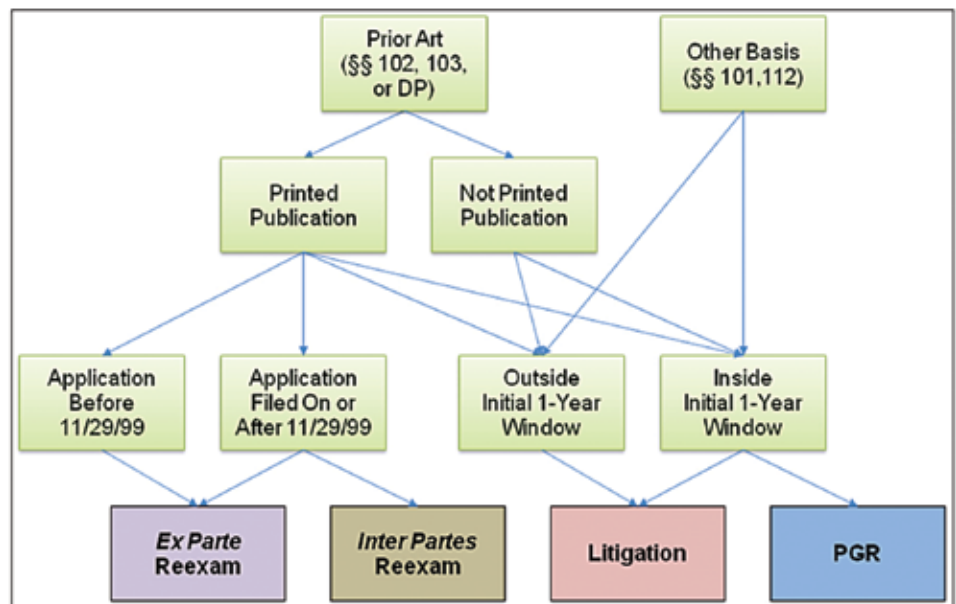 Prior Art
(§§ 102, 103,
or DP)
Other Basis
(§§ 101,112)
Printed
Publication
Not Printed
Publication
Application
Before
11/29/99
Application
Filed On or
After 11/29/99
Outside
Initial 1-Year
Window
Inside
Initial 1-Year
Window
Ex Parte
Reexam
Inter Partes
Reexam
Litigation
PGR